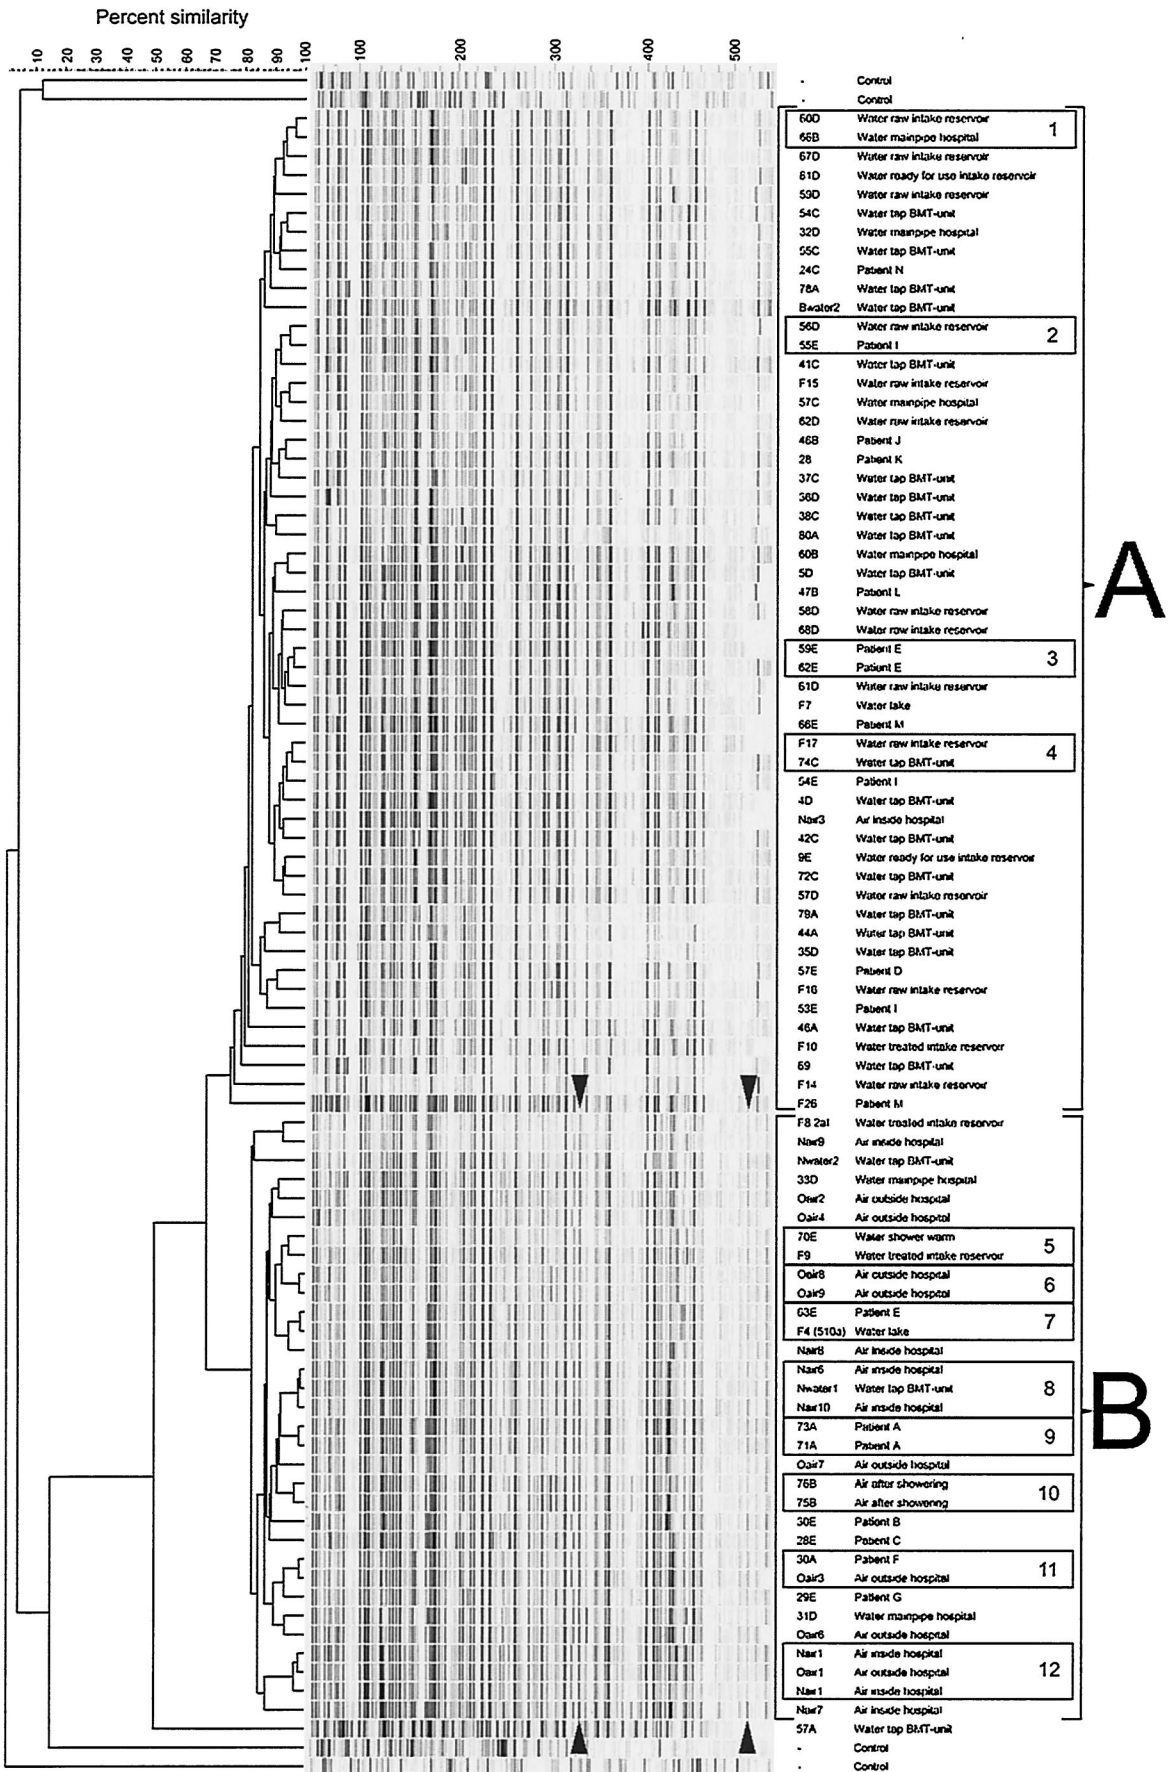 Percent similarity
10 20 30 40 50 60 70 80 90 100 100 200 300 400 500
- Control
- Control
60D Water raw intake reservoir 1
66B Water mainpipe hospital
67D Water raw intake reservoir
61D Water ready for use intake reservoir
59D Water raw intake reservoir
54C Water tap BMT-unit
32D Water mainpipe hospital
55C Water tap BMT-unit
24C Patient N
78A Water tap BMT-unit
Bwater2 Water tap BMT-unit
56D Water raw intake reservoir 2
55E Patient I
41C Water tap BMT-unit
F15 Water raw intake reservoir
57C Water mainpipe hospital
62D Water raw intake reservoir
46B Patient J
28 Patient K
37C Water tap BMT-unit
36D Water tap BMT-unit
38C Water tap BMT-unit
80A Water tap BMT-unit
60B Water mainpipe hospital
5D Water tap BMT-unit
47B Patient L
58D Water raw intake reservoir
68D Water raw intake reservoir
59E Patient E 3
62E Patient E
61D Water raw intake reservoir
F7 Water lake
66E Patient M
F17 Water raw intake reservoir 4
74C Water tap BMT-unit
54E Patient I
4D Water tap BMT-unit
Nair3 Air inside hospital
42C Water tap BMT-unit
9E Water ready for use intake reservoir
72C Water tap BMT-unit
57D Water raw intake reservoir
79A Water tap BMT-unit
44A Water tap BMT-unit
35D Water tap BMT-unit
57E Patient D
F16 Water raw intake reservoir
53E Patient I
46A Water tap BMT-unit
F10 Water treated intake reservoir
69 Water tap BMT-unit
F14 Water raw intake reservoir
F26 Patient M
A
F8 2al Water treated intake reservoir
Nair9 Air inside hospital
Nwater2 Water tap BMT-unit
33D Water mainpipe hospital
Oair2 Air outside hospital
Oair4 Air outside hospital
70E Water shower warm 5
F9 Water treated intake reservoir
Oair8 Air outside hospital 6
Oair9 Air outside hospital
63E Patient E 7
F4 (510a) Water lake
Nair8 Air inside hospital
Nair6 Air inside hospital
Nwater1 Water tap BMT-unit 8
Nair10 Air inside hospital
73A Patient A 9
71A Patient A
Oair7 Air outside hospital
76B Air after showering 10
75B Air after showering
30E Patient B
28E Patient C
30A Patient F 11
Oair3 Air outside hospital
29E Patient G
31D Water mainpipe hospital
Oair6 Air outside hospital
Nair1 Air inside hospital
Oair1 Air outside hospital 12
Nair1 Air inside hospital
Nair7 Air inside hospital
B
57A Water tap BMT-unit
- Control
- Control